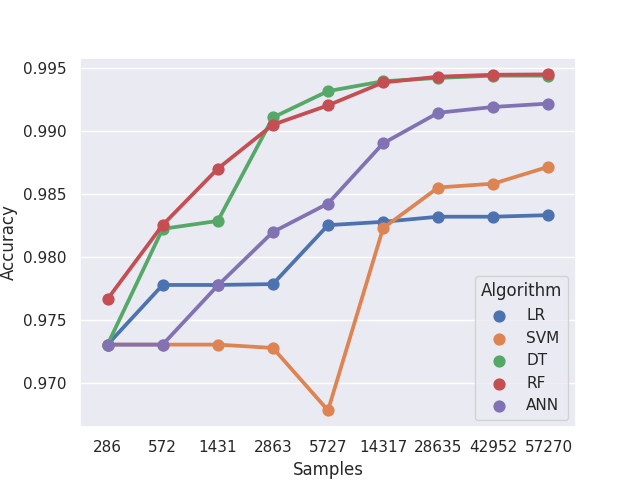 0.995
0.990
0.985
0.980
0.975
0.970
Accuracy
Algorithm
LR
SVM
DT
RF
ANN
286 572 1431 2863 5727 14317 28635 42952 57270
Samples